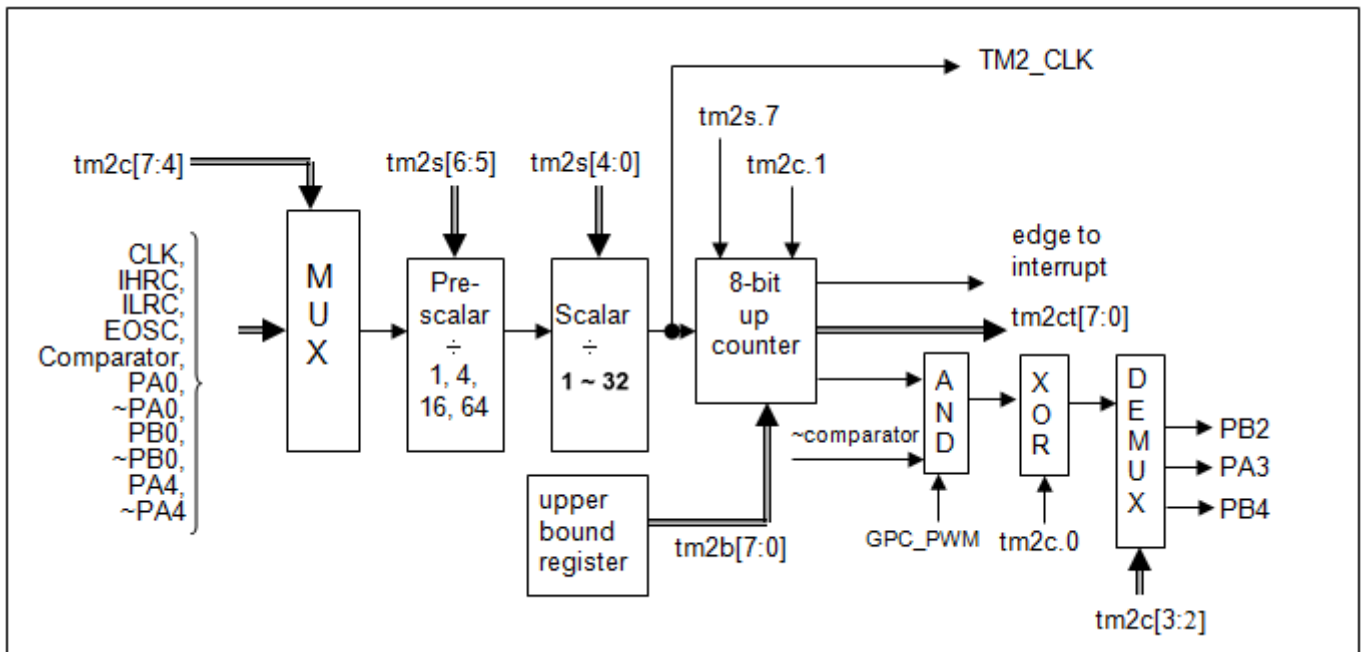 TM2_CLK
tm2s.7
tm2c[7:4]
tm2s[6:5]
tm2s[4:0]
tm2c.1
CLK,
IHRC,
ILRC,
EOSC,
Comparator,
PA0,
~PA0,
PB0,
~PB0,
PA4,
~PA4
M
U
X
Pre-
scalar
÷
1, 4,
16, 64
Scalar
÷
1 ~ 32
8-bit
up
counter
edge to
interrupt
tm2ct[7:0]
~comparator
A
N
D
X
O
R
D
E
M
U
X
PB2
PA3
PB4
upper
bound
register
tm2b[7:0]
GPC_PWM
tm2c.0
tm2c[3:2]